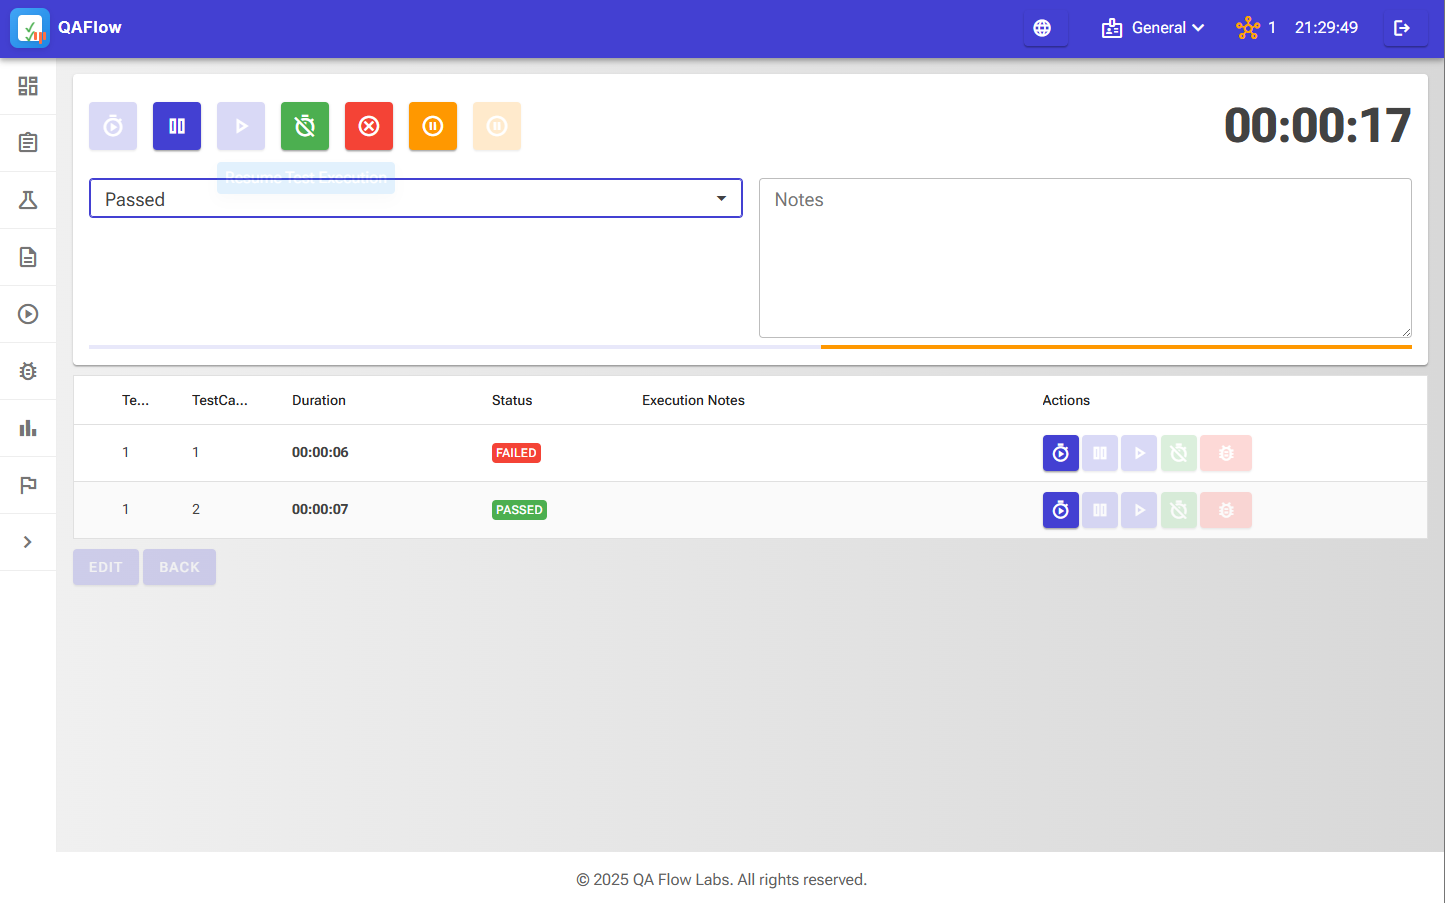 QAFlow
General
1
21:29:49
00:00:17
Resume Test Execution
Passed
Notes
Te... TestCa... Duration Status Execution Notes Actions
1 1 00:00:06 FAILED
1 2 00:00:07 PASSED
EDIT BACK
© 2025 QA Flow Labs. All rights reserved.